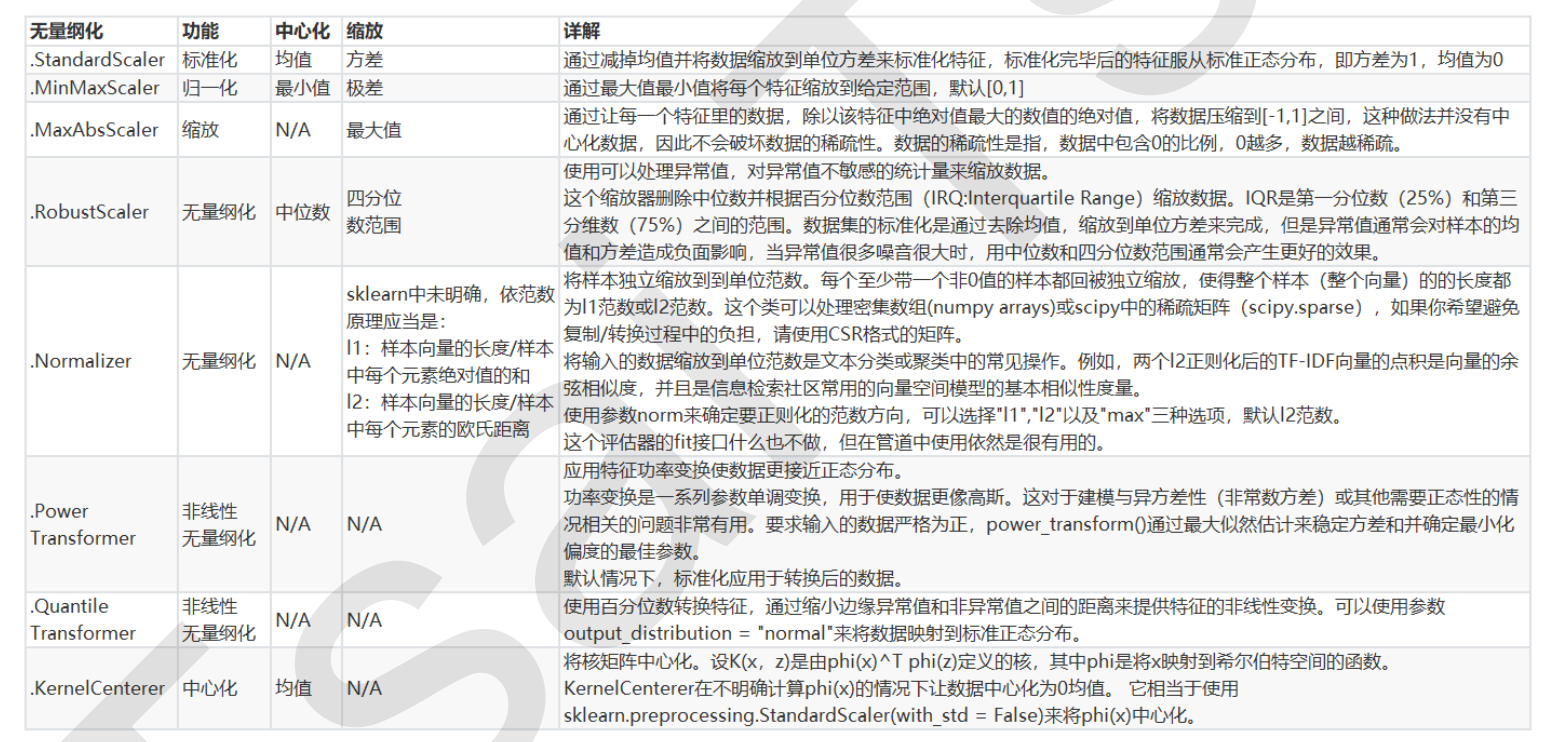 无量纲化 功能 中心化 缩放 详解
.StandardScaler 标准化 均值 方差 通过减掉均值并将数据缩放到单位方差来标准化特征，标准化完毕后的特征服从标准正态分布，即方差为1，均值为0
.MinMaxScaler 归一化 最小值 极差 通过最大值最小值将每个特征缩放到给定范围，默认[0,1]
.MaxAbsScaler 缩放 N/A 最大值
通过让每一个特征里的数据，除以该特征中绝对值最大的数值的绝对值，将数据压缩到[-1,1]之间，这种做法并没有中
心化数据，因此不会破坏数据的稀疏性。数据的稀疏性是指，数据中包含0的比例，0越多，数据越稀疏。
.RobustScaler 无量纲化 中位数
四分位
数范围
使用可以处理异常值，对异常值不敏感的统计量来缩放数据。
这个缩放器删除中位数并根据百分位数范围（IRQ:Interquartile Range）缩放数据。IQR是第一分位数（25%）和第三
分维数（75%）之间的范围。数据集的标准化是通过去除均值，缩放到单位方差来完成，但是异常值通常会对样本的均
值和方差造成负面影响，当异常值很多噪音很大时，用中位数和四分位数范围通常会产生更好的效果。
.Normalizer 无量纲化 N/A
sklearn中未明确，依范数
原理应当是：
l1：样本向量的长度/样本
中每个元素绝对值的和
l2：样本向量的长度/样本
中每个元素的欧氏距离
将样本独立缩放到到单位范数。每个至少带一个非0值的样本都回被独立缩放，使得整个样本（整个向量）的的长度都
为l1范数或l2范数。这个类可以处理密集数组(numpy arrays)或scipy中的稀疏矩阵（scipy.sparse），如果你希望避免
复制/转换过程中的负担，请使用CSR格式的矩阵。
将输入的数据缩放到单位范数是文本分类或聚类中的常见操作。例如，两个l2正则化后的TF-IDF向量的点积是向量的余
弦相似度，并且是信息检索社区常用的向量空间模型的基本相似性度量。
使用参数norm来确定要正则化的范数方向，可以选择"l1","l2"以及"max"三种选项，默认l2范数。
这个评估器的fit接口什么也不做，但在管道中使用依然是很有用的。
.Power
Transformer
非线性
无量纲化
N/A N/A
应用特征功率变换使数据更接近正态分布。
功率变换是一系列参数单调变换，用于使数据更像高斯。这对于建模与异方差性（非常数方差）或其他需要正态性的情
况相关的问题非常有用。要求输入的数据严格为正，power_transform()通过最大似然估计来稳定方差和并确定最小化
偏度的最佳参数。
默认情况下，标准化应用于转换后的数据。
.Quantile
Transformer
非线性
无量纲化
N/A N/A
使用百分位数转换特征，通过缩小边缘异常值和非异常值之间的距离来提供特征的非线性变换。可以使用参数
output_distribution = "normal"来将数据映射到标准正态分布。
.KernelCenterer 中心化 均值 N/A
将核矩阵中心化。设K(x，z)是由phi(x)^T phi(z)定义的核，其中phi是将x映射到希尔伯特空间的函数。
KernelCenterer在不明确计算phi(x)的情况下让数据中心化为0均值。 它相当于使用
sklearn.preprocessing.StandardScaler(with_std = False)来将phi(x)中心化。